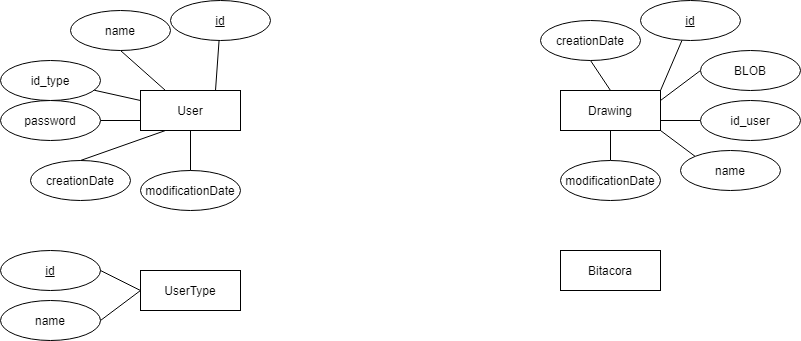 id
name
id_type
password
User
creationDate
modificationDate
id
creationDate
BLOB
Drawing
id_user
name
modificationDate
id
name
UserType
Bitacora